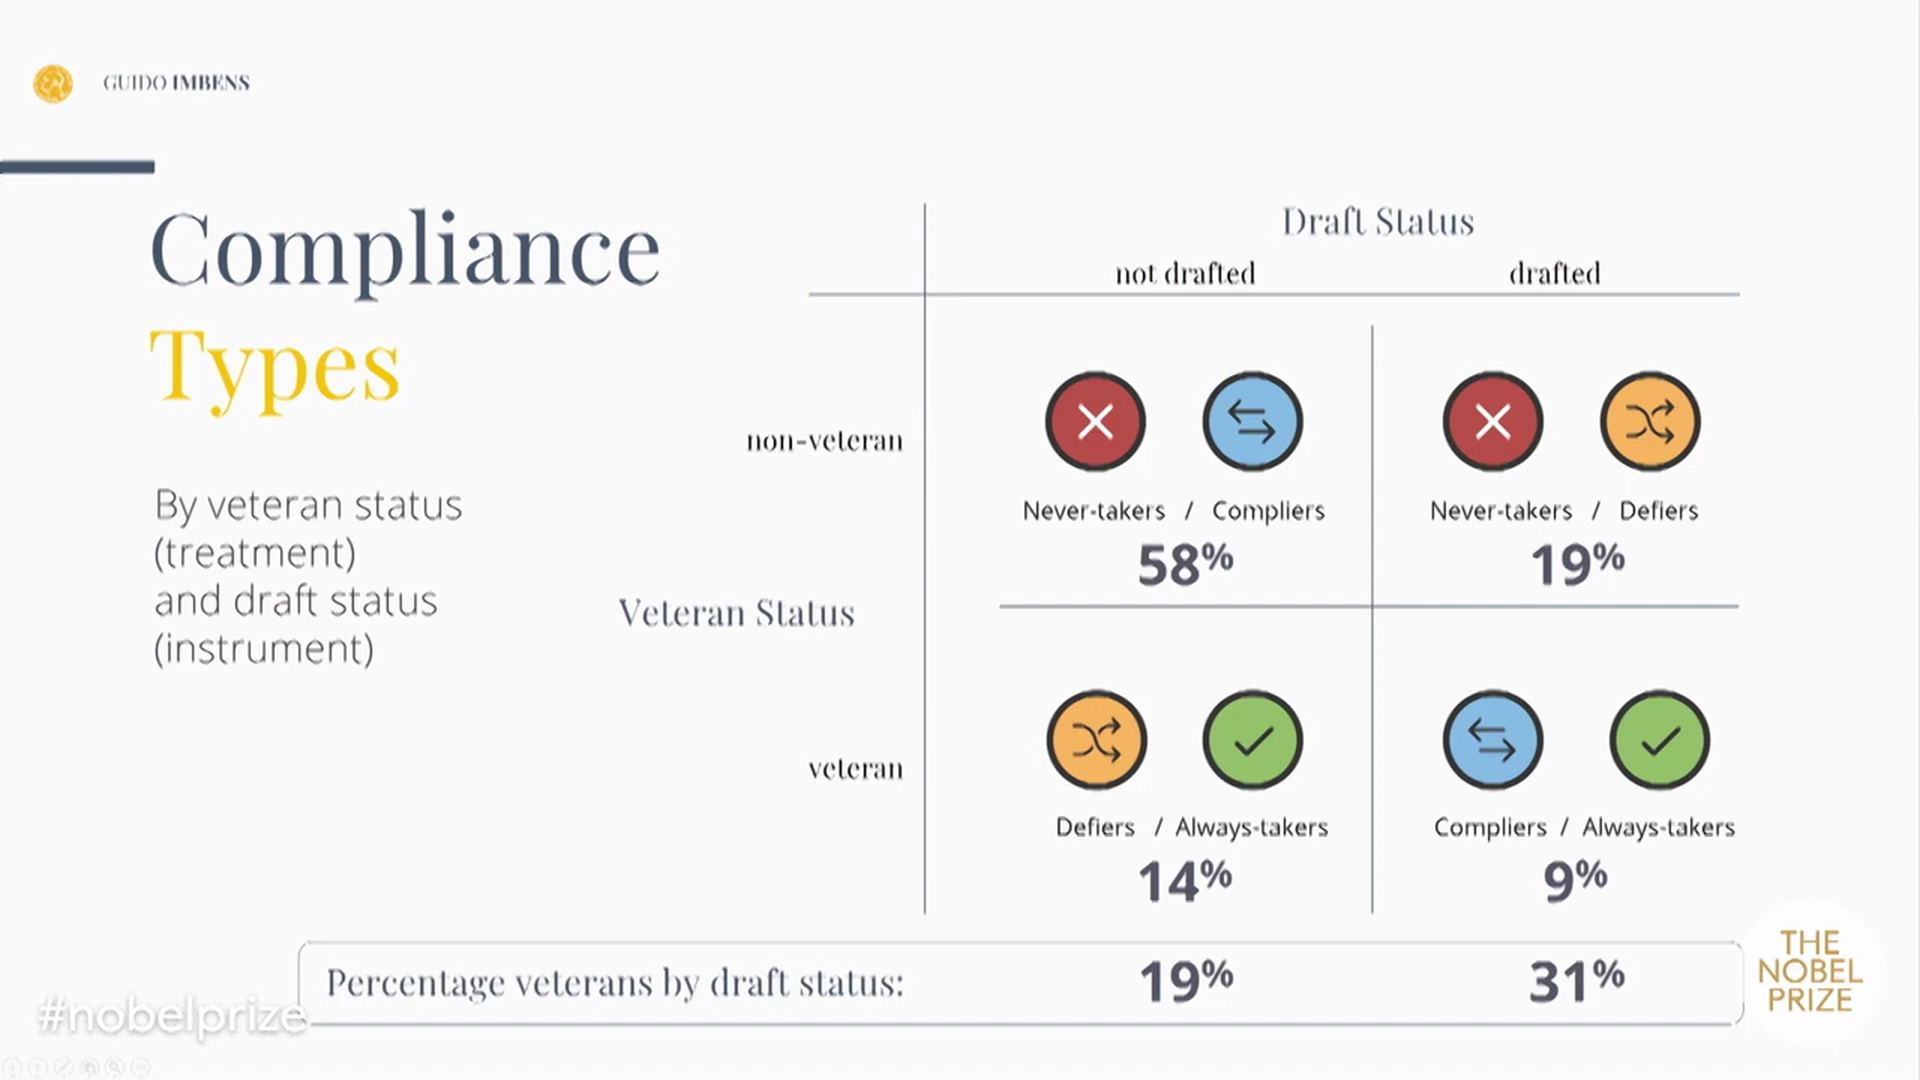 GUIDO IMBENS
Compliance
Types
By veteran status
(treatment)
and draft status
(instrument)
Draft Status
not drafted drafted
non-veteran
Never-takers / Compliers Never-takers / Defiers
58% 19%
Veteran Status
veteran
Defiers / Always-takers Compliers / Always-takers
14% 9%
Percentage veterans by draft status: 19% 31%
#nobelprize
THE
NOBEL
PRIZE